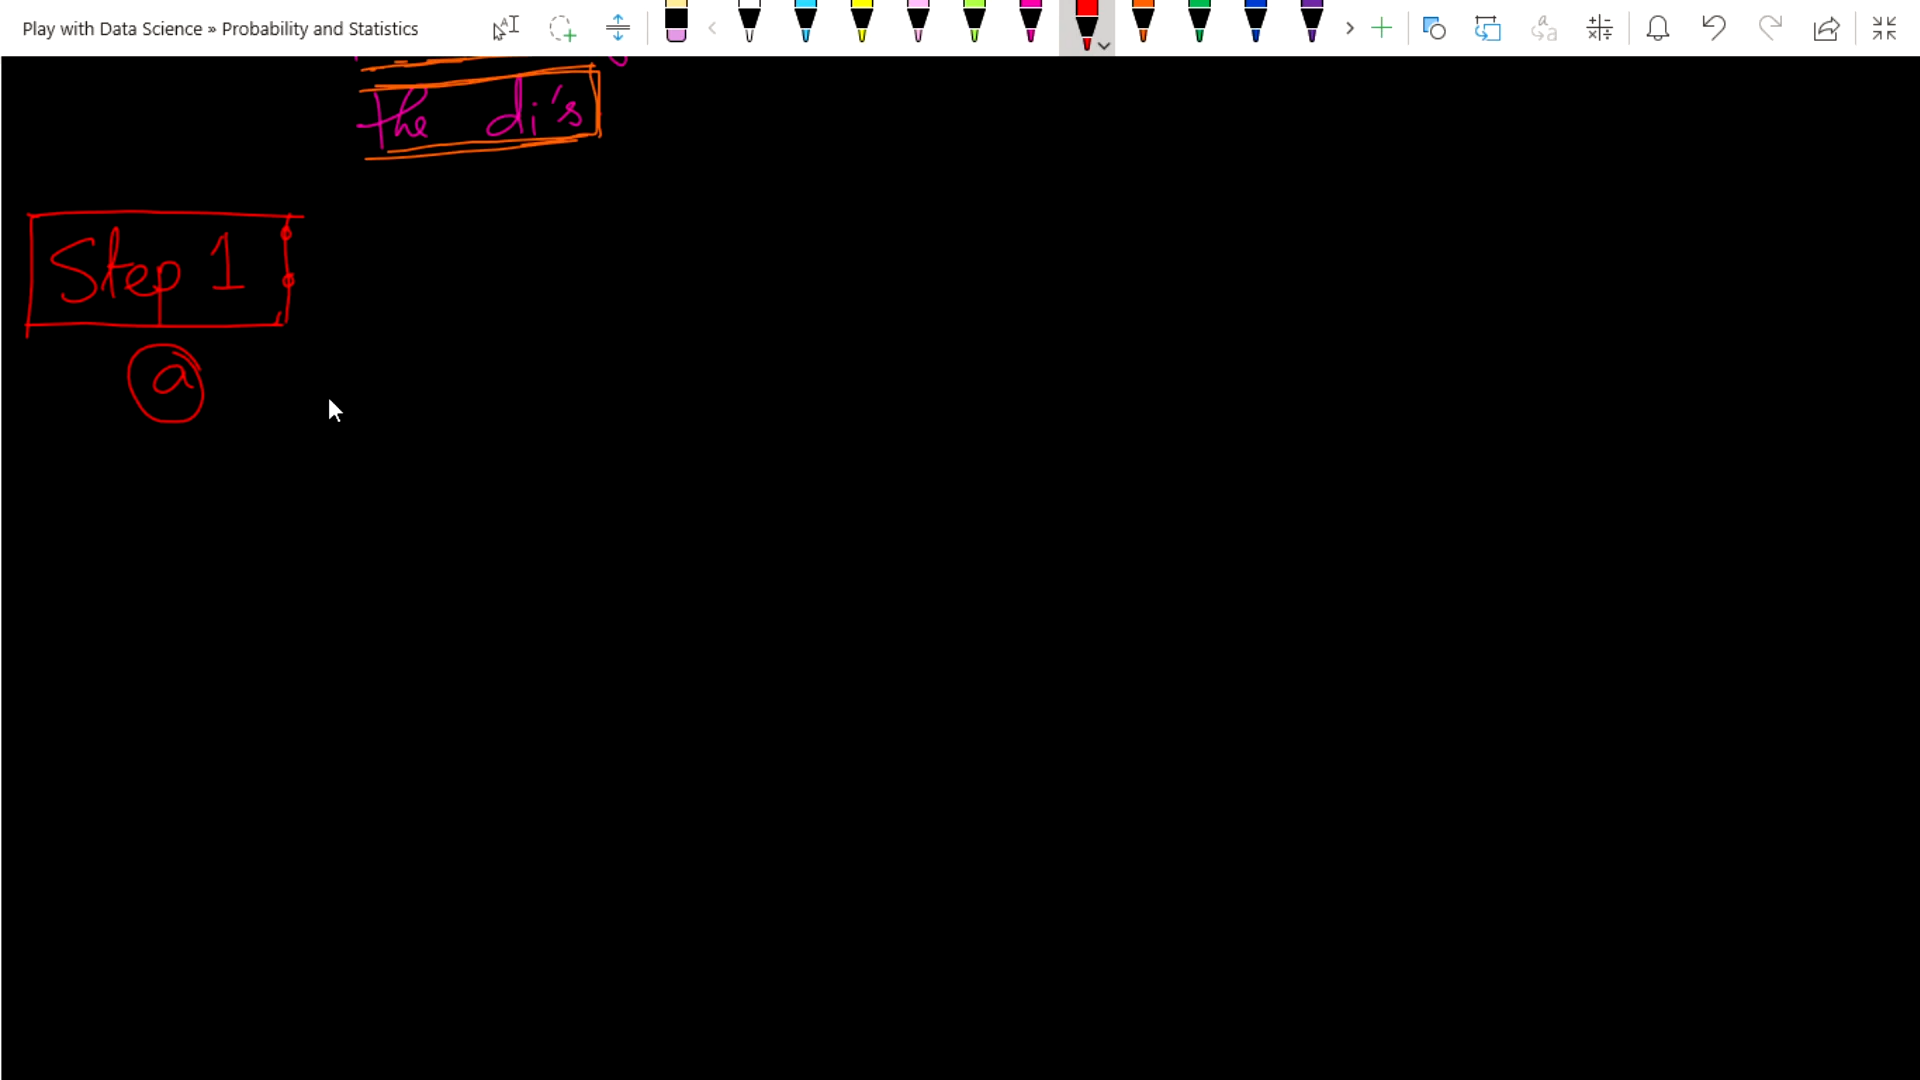 Play with Data Science » Probability and Statistics
the di's
Step 1 :
a